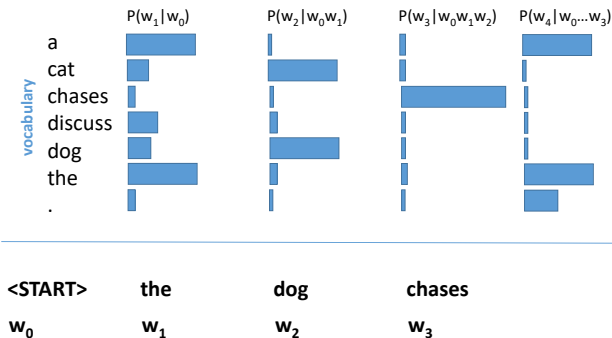 P(w₁|w₀) P(w₂|w₀w₁) P(w₃|w₀w₁w₂) P(w₄|w₀...w₃)
vocabulary
a
cat
chases
discuss
dog
the
.
<START> the dog chases
w₀ w₁ w₂ w₃